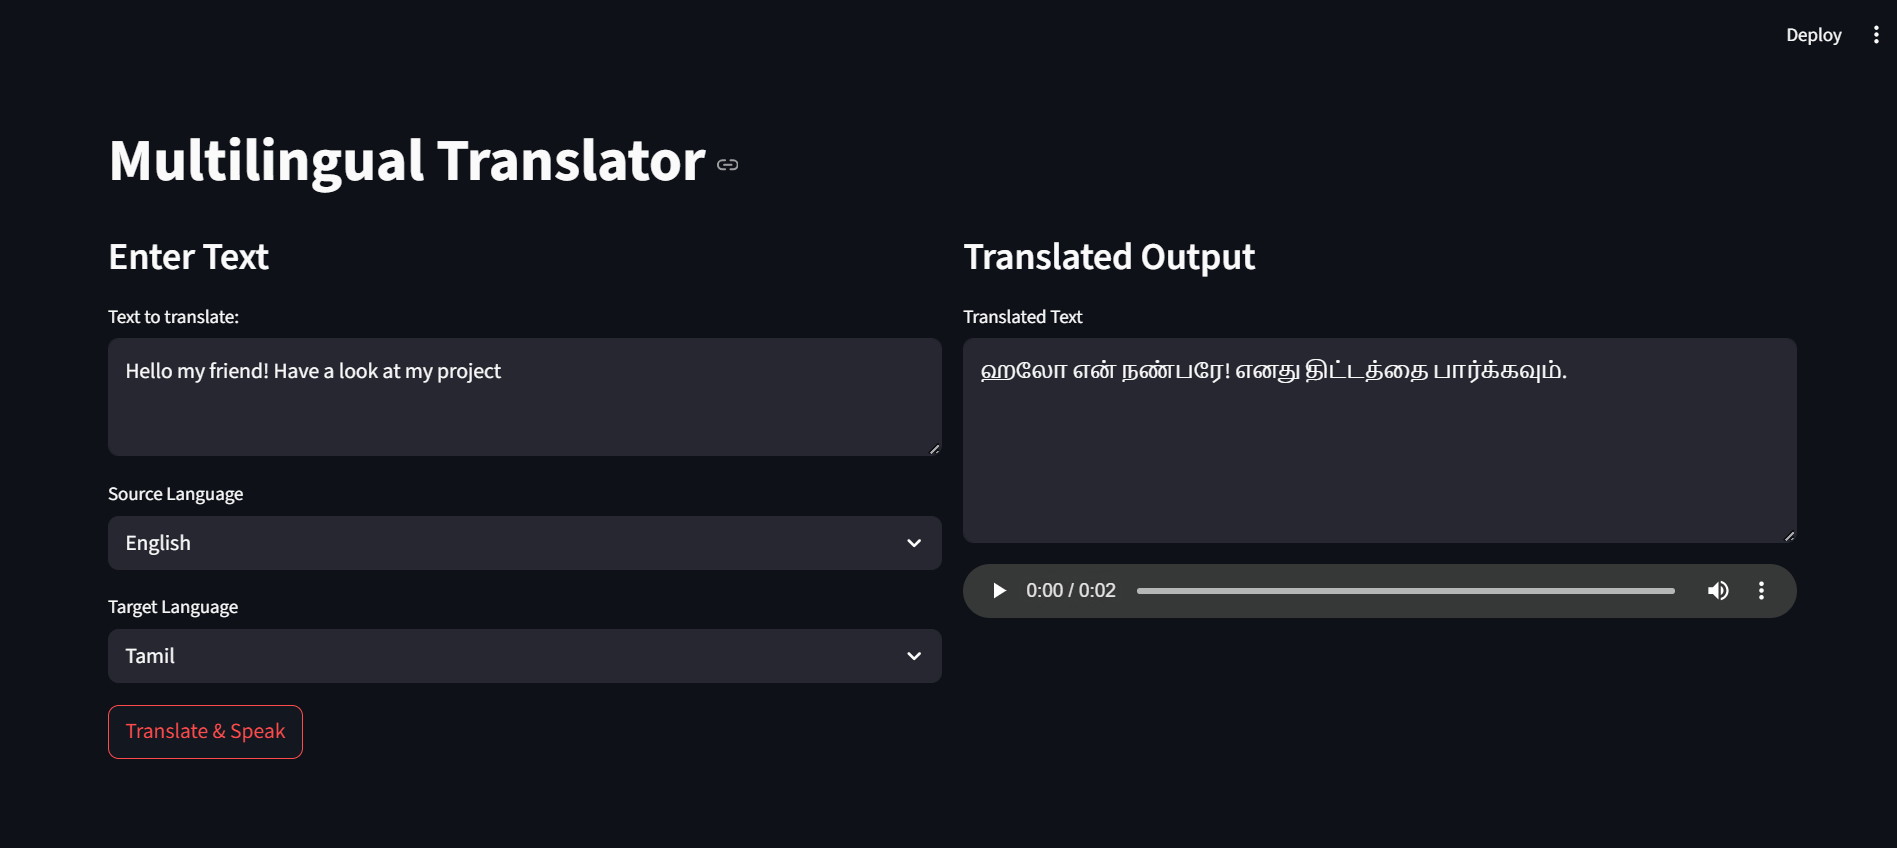 Deploy
Multilingual Translator
Enter Text
Text to translate:
Hello my friend! Have a look at my project
Source Language
English
Target Language
Tamil
Translate & Speak
Translated Output
Translated Text
ஹலோ என் நண்பரே! எனது திட்டத்தை பார்க்கவும்.
0:00 / 0:02